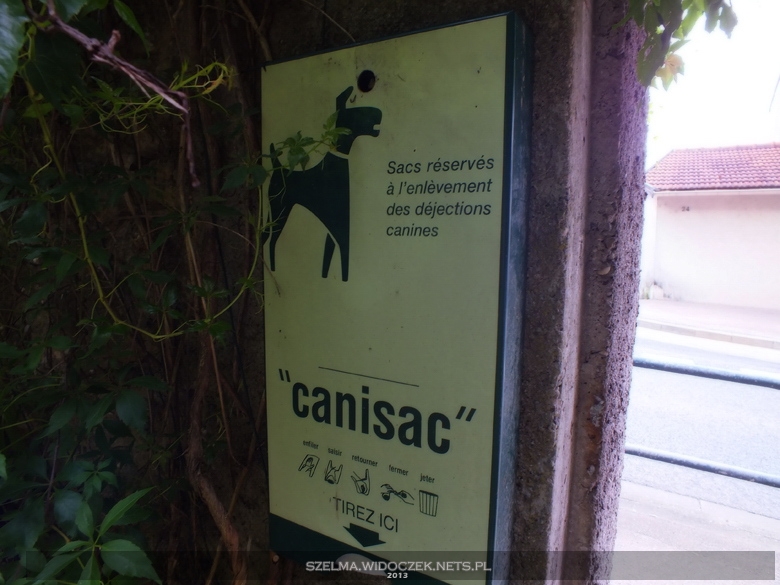 Sacs réservés
à l'enlèvement
des déjections
canines
"canisac"
enfiler saisir retourner fermer jeter
TIREZ ICI
SZELMA.WIDOCZEK.NETS.PL
2013